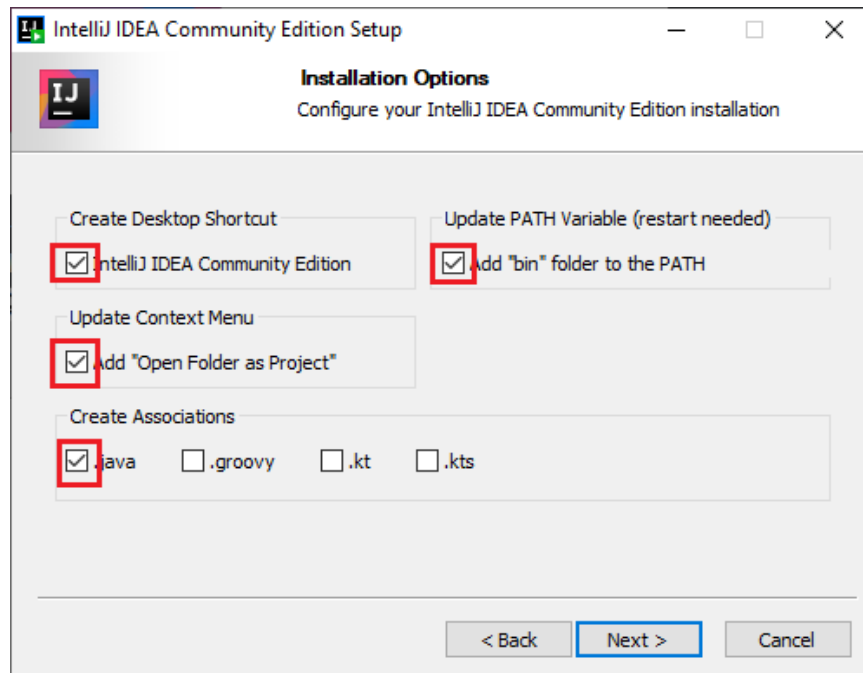 IntelliJ IDEA Community Edition Setup
IJ
Installation Options
Configure your IntelliJ IDEA Community Edition installation
Create Desktop Shortcut
IntelliJ IDEA Community Edition
Update PATH Variable (restart needed)
Add "bin" folder to the PATH
Update Context Menu
Add "Open Folder as Project"
Create Associations
.java .groovy .kt .kts
< Back Next > Cancel